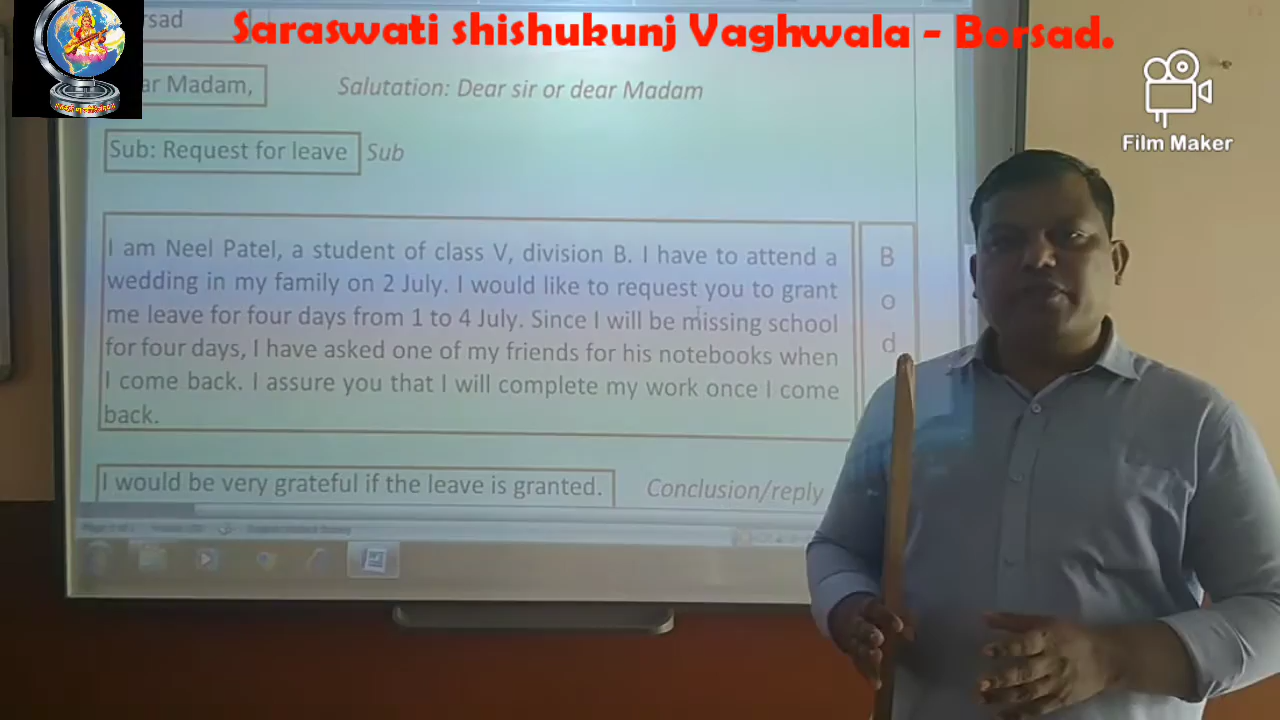 Saraswati shishukunj Vaghwala - Borsad.
rsad
ar Madam,
Salutation: Dear sir or dear Madam
Film Maker
Sub: Request for leave
Sub
I am Neel Patel, a student of class V, division B. I have to attend a
wedding in my family on 2 July. I would like to request you to grant
me leave for four days from 1 to 4 July. Since I will be missing school
for four days, I have asked one of my friends for his notebooks when
I come back. I assure you that I will complete my work once I come
back.
B
o
d
I would be very grateful if the leave is granted.
Conclusion/reply